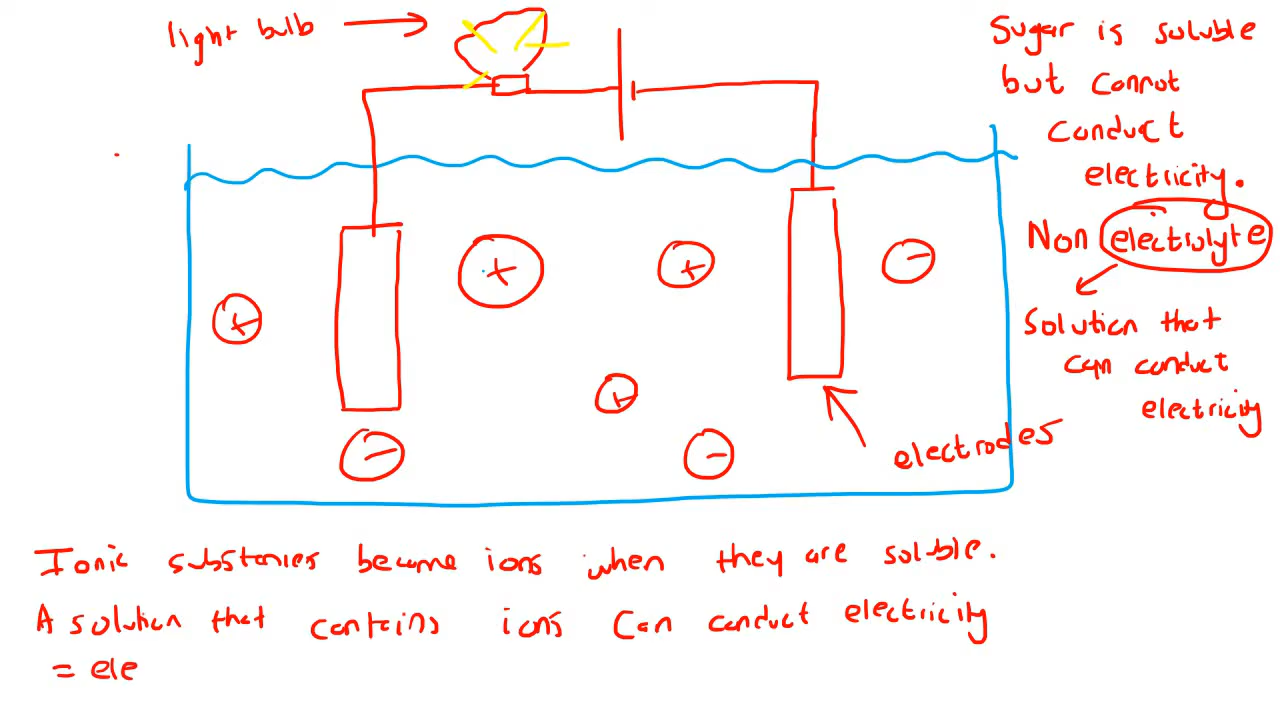 light bulb
Sugar is soluble
but cannot
conduct
electricity.
Non electrolyte
Solution that
can conduct
electricity
+
+
+
+
-
-
-
electrodes
Ionic substances become ions when they are soluble.
A solution that contains ions can conduct electricity
= ele